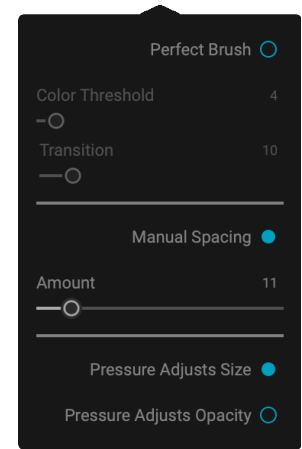 Perfect Brush
Color Threshold 4
Transition 10
Manual Spacing
Amount 11
Pressure Adjusts Size
Pressure Adjusts Opacity